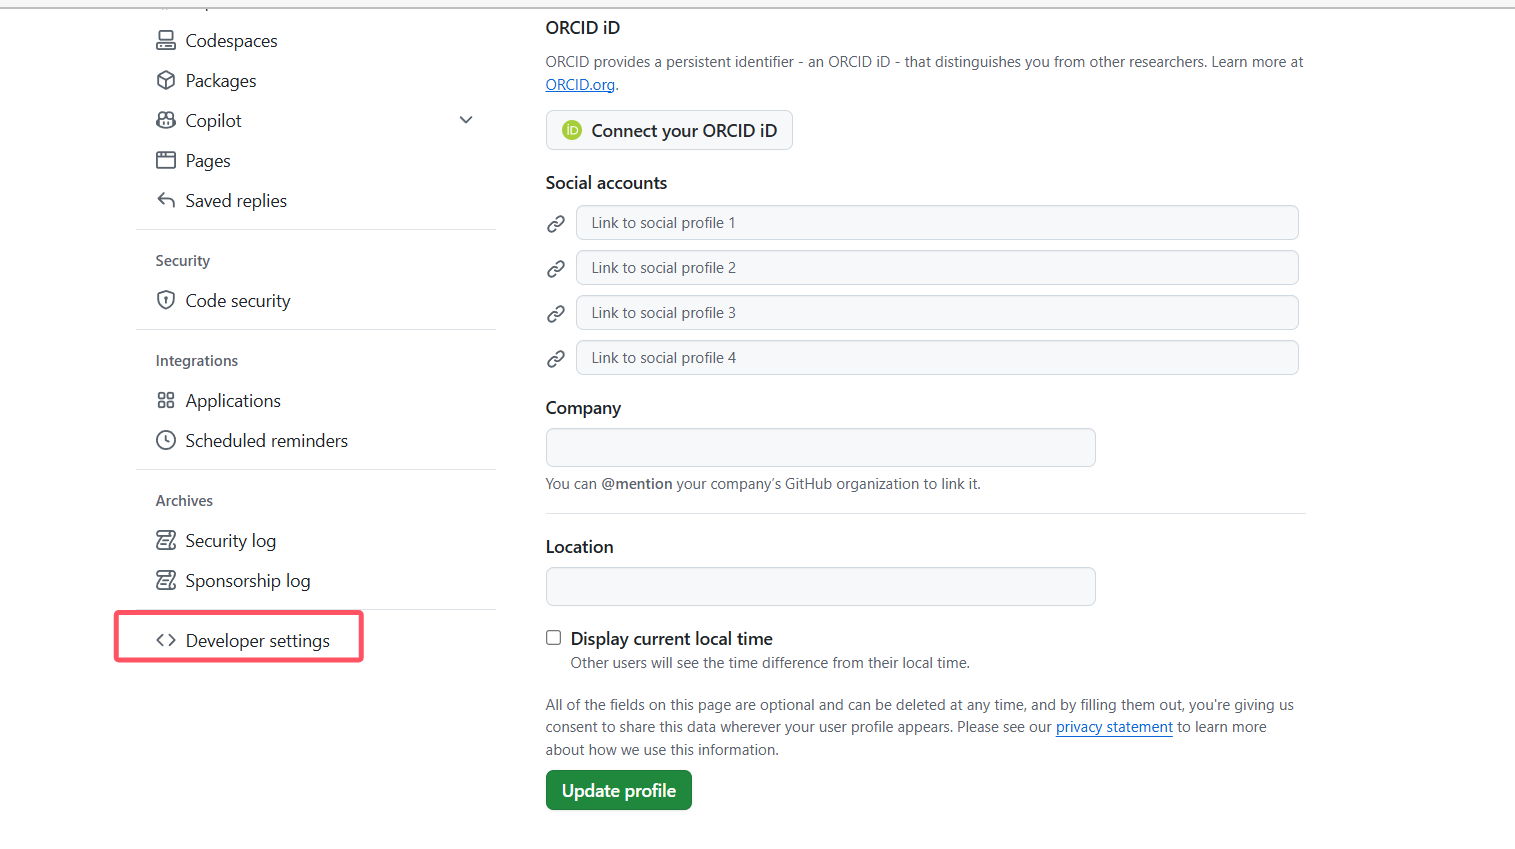 Codespaces
Packages
Copilot
Pages
Saved replies
Security
Code security
Integrations
Applications
Scheduled reminders
Archives
Security log
Sponsorship log
Developer settings
ORCID iD
ORCID provides a persistent identifier - an ORCID iD - that distinguishes you from other researchers. Learn more at
ORCID.org.
iD Connect your ORCID iD
Social accounts
Link to social profile 1
Link to social profile 2
Link to social profile 3
Link to social profile 4
Company
You can @mention your company's GitHub organization to link it.
Location
Display current local time
Other users will see the time difference from their local time.
All of the fields on this page are optional and can be deleted at any time, and by filling them out, you're giving us
consent to share this data wherever your user profile appears. Please see our privacy statement to learn more
about how we use this information.
Update profile